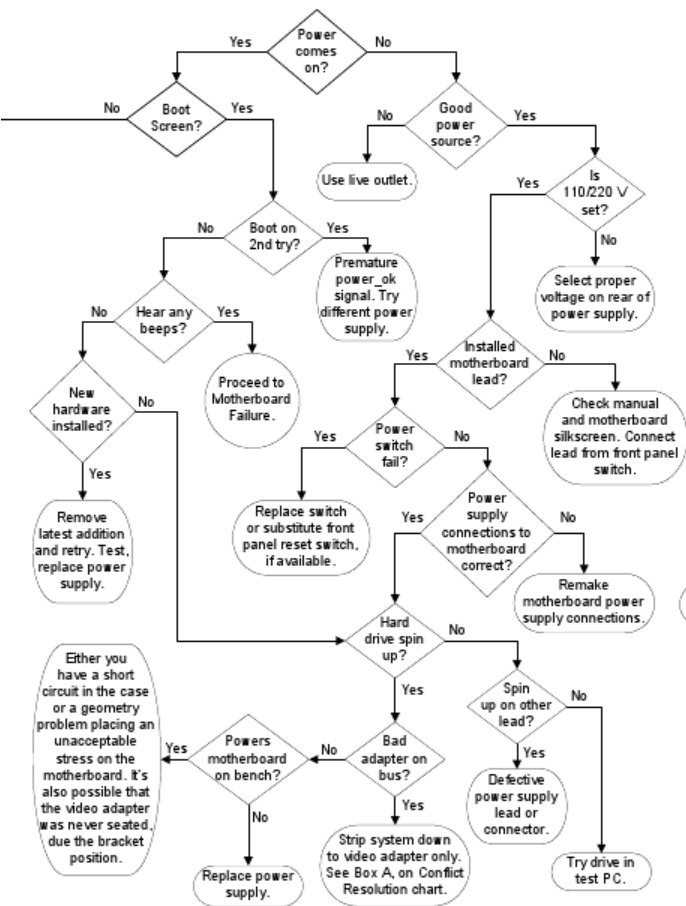 Power
comes
on?
Yes
No
Boot
Screen?
No
Yes
Good
power
source?
No
Yes
Use live outlet.
Is
110/220 V
set?
Yes
No
Select proper
voltage on rear of
power supply.
Boot on
2nd try?
No
Yes
Premature
power_ok
signal. Try
different power
supply.
Hear any
beeps?
No
Yes
Proceed to
Motherboard
Failure.
New
hardware
installed?
No
Yes
Remove
latest addition
and retry. Test,
replace power
supply.
Installed
motherboard
lead?
Yes
No
Check manual
and motherboard
silkscreen. Connect
lead from front panel
switch.
Power
switch
fail?
Yes
No
Replace switch
or substitute front
panel reset switch,
if available.
Power
supply
connections to
motherboard
correct?
Yes
No
Remake
motherboard power
supply connections.
Hard
drive spin
up?
No
Yes
Spin
up on other
lead?
No
Yes
Defective
power supply
lead or
connector.
Try drive in
test PC.
Bad
adapter on
bus?
No
Yes
Strip system down
to video adapter only.
See Box A, on Conflict
Resolution chart.
Powers
motherboard
on bench?
Yes
No
Replace power
supply.
Either you
have a short
circuit in the case
or a geometry
problem placing an
unacceptable
stress on the
motherboard. It's
also possible that
the video adapter
was never seated,
due the bracket
position.